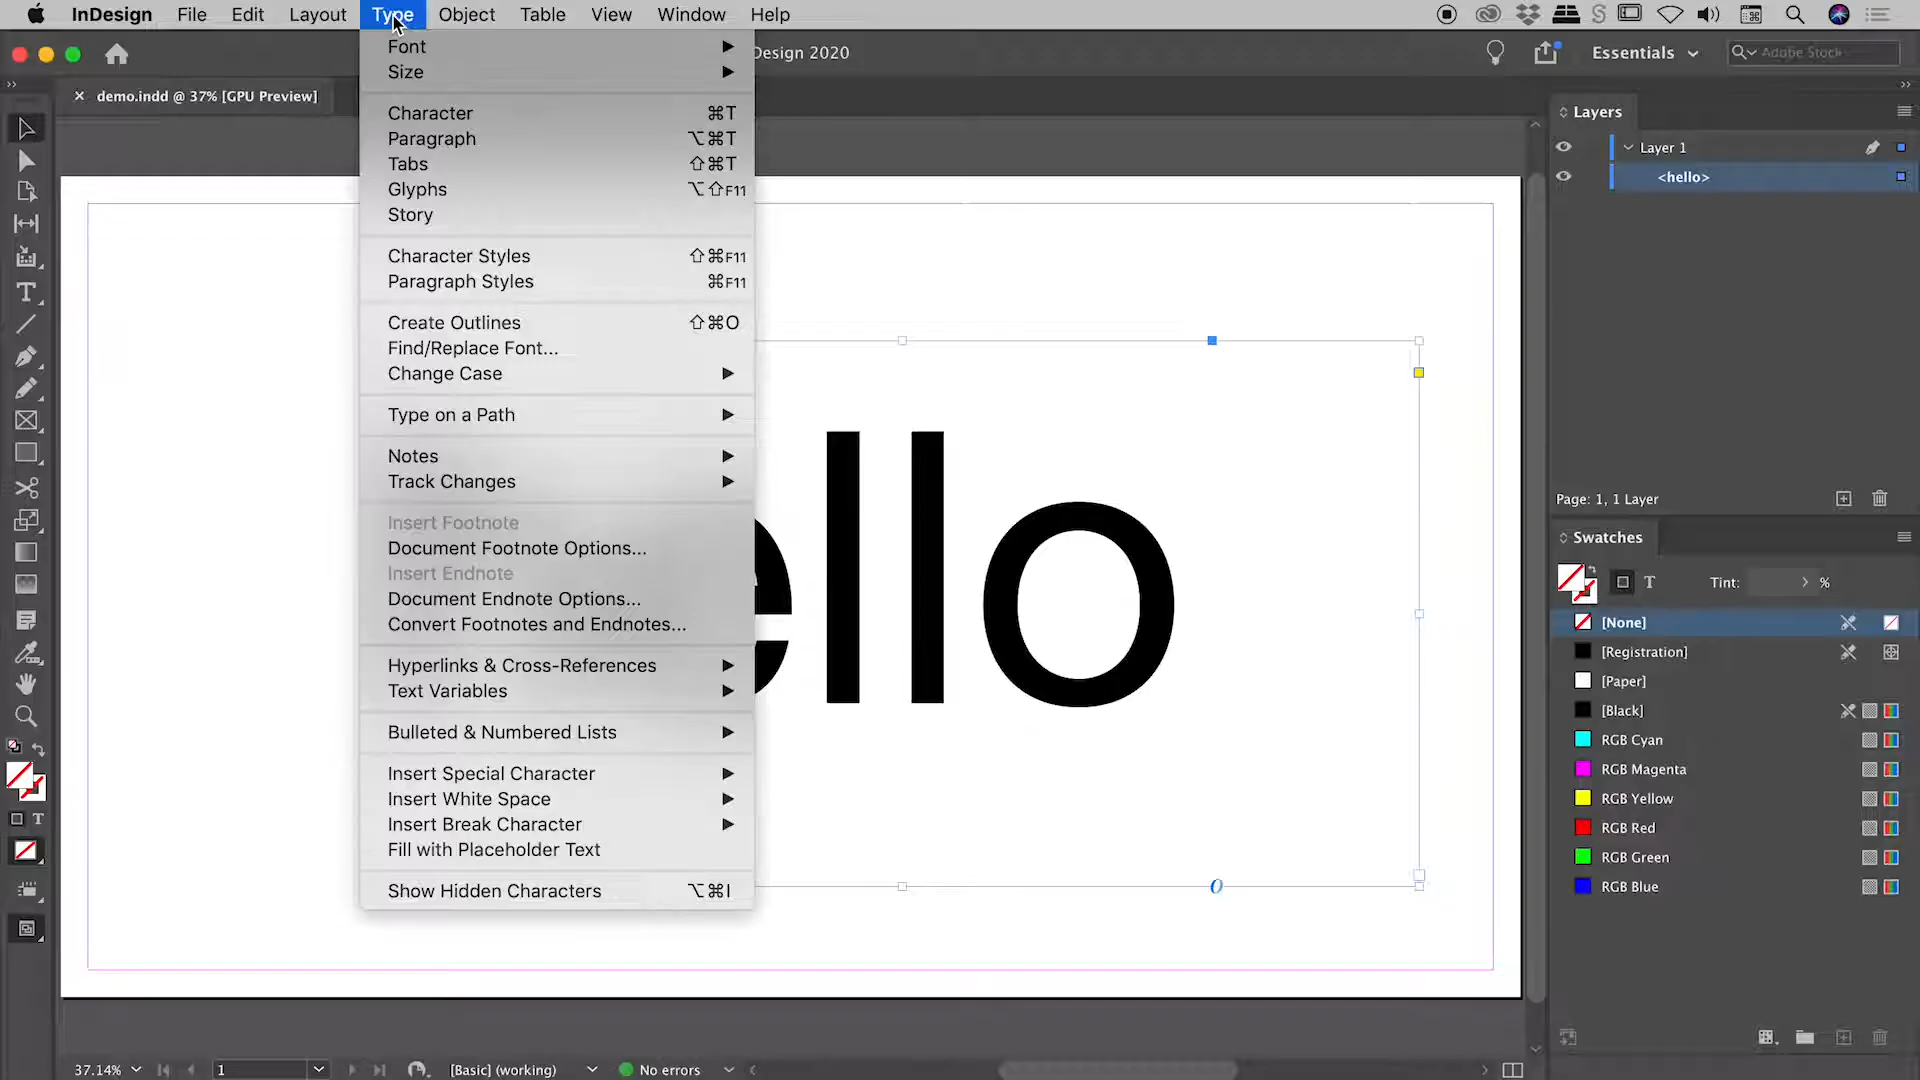 InDesign File Edit Layout Type Object Table View Window Help
Design 2020
Essentials
Adobe Stock
demo.indd @ 37% [GPU Preview]
Font
Size
Character ⌘T
Paragraph ⌥⌘T
Tabs ⇧⌘T
Glyphs ⌥⇧F11
Story
Character Styles ⇧⌘F11
Paragraph Styles ⌘F11
Create Outlines ⇧⌘O
Find/Replace Font...
Change Case
Type on a Path
Notes
Track Changes
Insert Footnote
Document Footnote Options...
Insert Endnote
Document Endnote Options...
Convert Footnotes and Endnotes...
Hyperlinks & Cross-References
Text Variables
Bulleted & Numbered Lists
Insert Special Character
Insert White Space
Insert Break Character
Fill with Placeholder Text
Show Hidden Characters ⌥⌘I
ello
Layers
Layer 1
<hello>
Page: 1, 1 Layer
Swatches
T Tint: %
[None]
[Registration]
[Paper]
[Black]
RGB Cyan
RGB Magenta
RGB Yellow
RGB Red
RGB Green
RGB Blue
37.14% 1 [Basic] (working) No errors